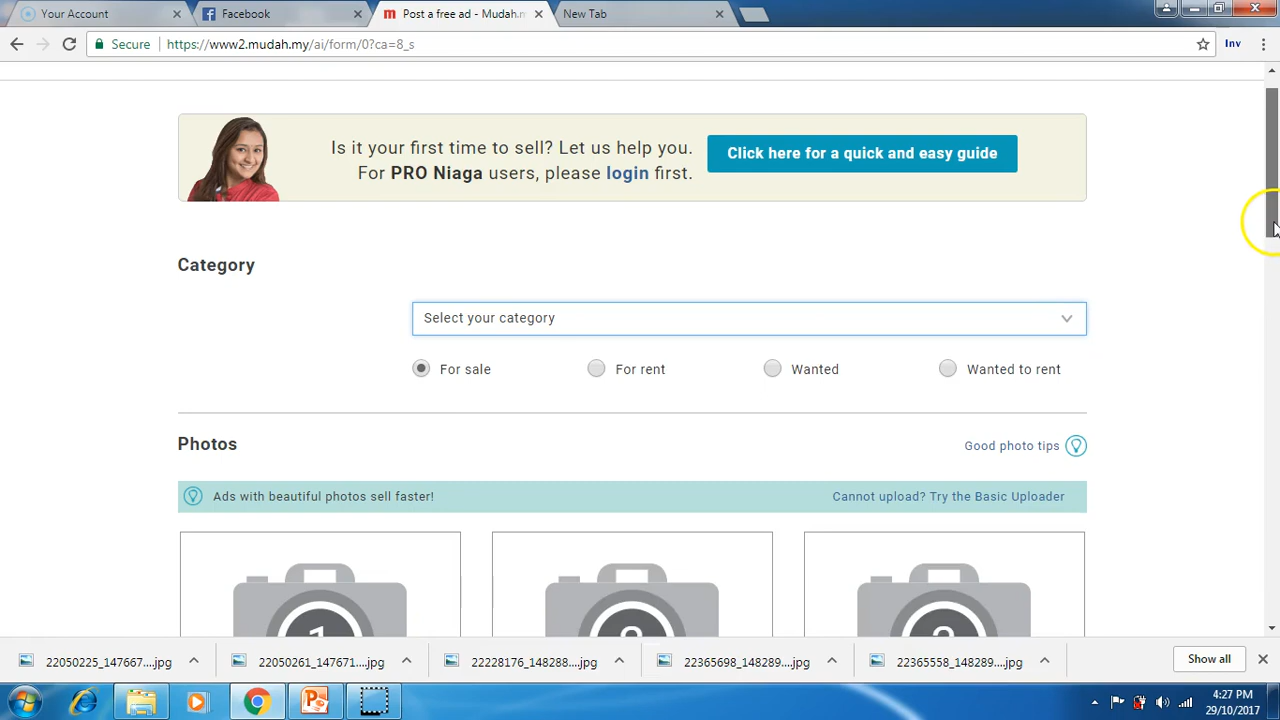 Your Account
Facebook
Post a free ad - Mudah.m
New Tab
Secure
https://www2.mudah.my/ai/form/0?ca=8_s
Inv
Is it your first time to sell? Let us help you.
For PRO Niaga users, please login first.
Click here for a quick and easy guide
Category
Select your category
For sale
For rent
Wanted
Wanted to rent
Photos
Good photo tips
Ads with beautiful photos sell faster!
Cannot upload? Try the Basic Uploader
22050225_147667....jpg
22050261_147671....jpg
22228176_148288....jpg
22365698_148289....jpg
22365558_148289....jpg
Show all
4:27 PM
29/10/2017